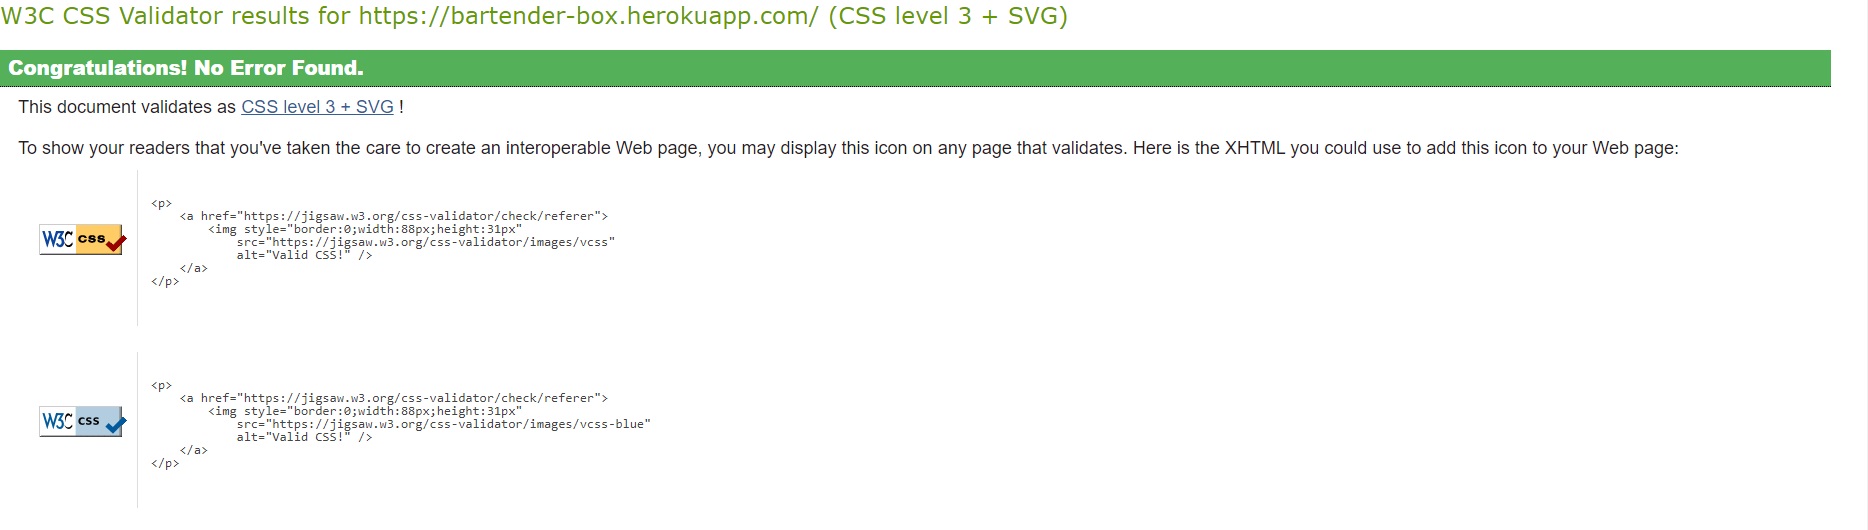 W3C CSS Validator results for https://bartender-box.herokuapp.com/ (CSS level 3 + SVG)
Congratulations! No Error Found.
This document validates as CSS level 3 + SVG !
To show your readers that you've taken the care to create an interoperable Web page, you may display this icon on any page that validates. Here is the XHTML you could use to add this icon to your Web page:
W3C css
<p>
    <a href="https://jigsaw.w3.org/css-validator/check/referer">
        <img style="border:0;width:88px;height:31px"
            src="https://jigsaw.w3.org/css-validator/images/vcss"
            alt="Valid CSS!" />
    </a>
</p>
W3C css
<p>
    <a href="https://jigsaw.w3.org/css-validator/check/referer">
        <img style="border:0;width:88px;height:31px"
            src="https://jigsaw.w3.org/css-validator/images/vcss-blue"
            alt="Valid CSS!" />
    </a>
</p>